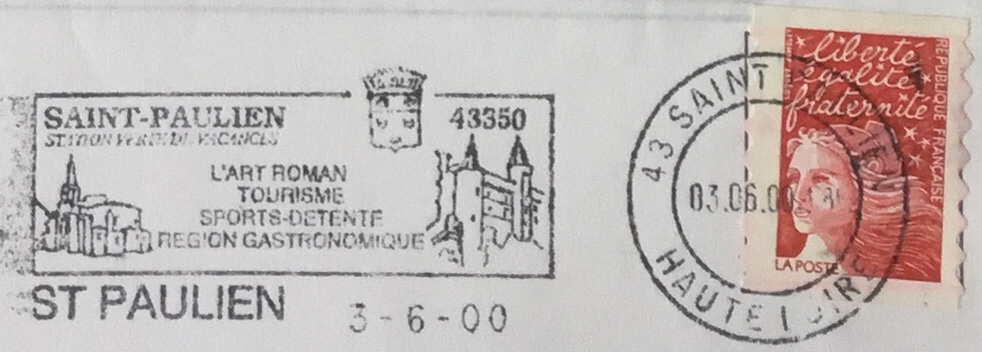 SAINT-PAULIEN 43350
STATION VERTE DE VACANCES
L'ART ROMAN
TOURISME
SPORTS-DETENTE
REGION GASTRONOMIQUE
ST PAULIEN 3-6-00
43 SAINT
03.06.00
HAUTE LOIRE
liberté
égalité
fraternité
RÉPUBLIQUE FRANÇAISE
LA POSTE